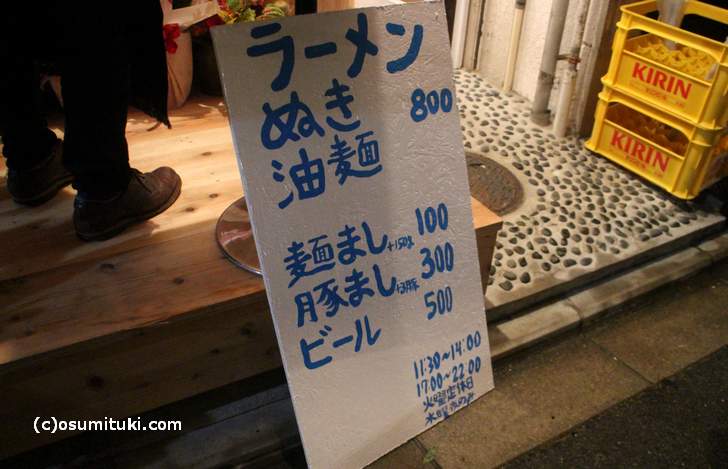 ラーメン
ぬき 800
油麺
麺まし+150g 100
豚まし+3豚 300
ビール 500
11:30~14:00
17:00~22:00
火曜定休日
KIRIN
KIRIN
(c)osumituki.com